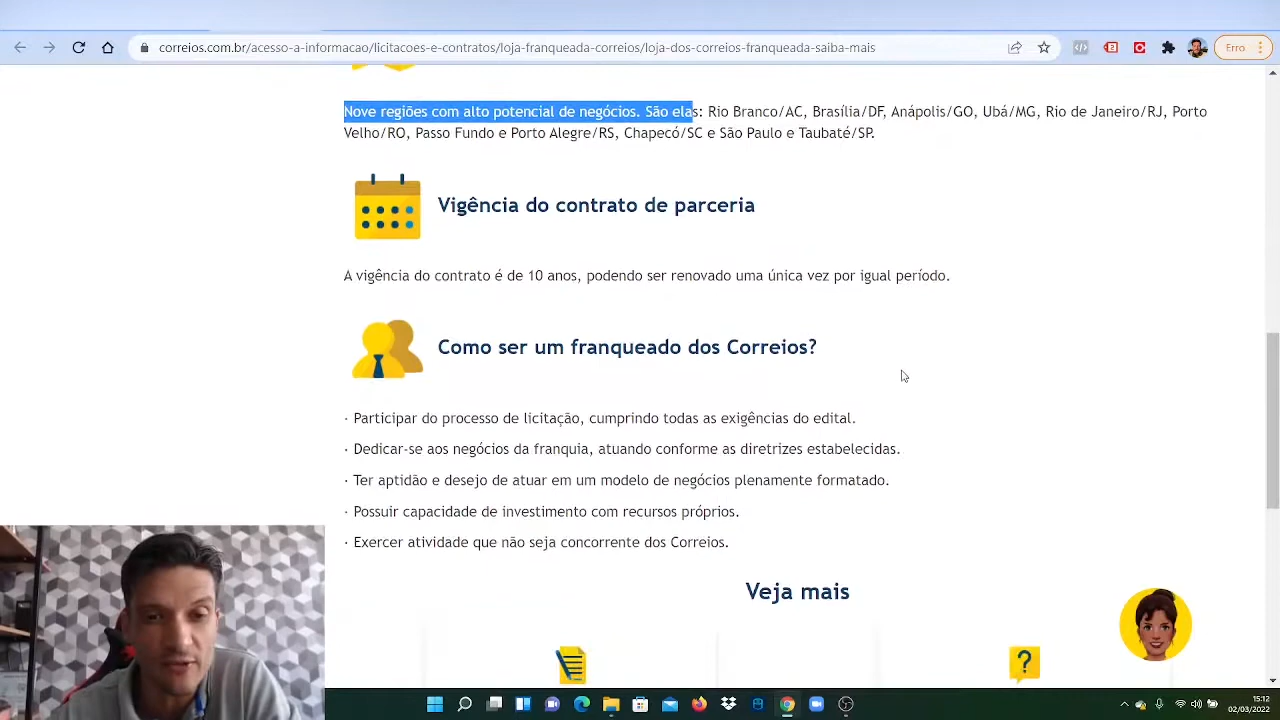 correios.com.br/acesso-a-informacao/licitacoes-e-contratos/loja-franqueada-correios/loja-dos-correios-franqueada-saiba-mais
Erro
Nove regiões com alto potencial de negócios. São elas: Rio Branco/AC, Brasília/DF, Anápolis/GO, Ubá/MG, Rio de Janeiro/RJ, Porto
Velho/RO, Passo Fundo e Porto Alegre/RS, Chapecó/SC e São Paulo e Taubaté/SP.
Vigência do contrato de parceria
A vigência do contrato é de 10 anos, podendo ser renovado uma única vez por igual período.
Como ser um franqueado dos Correios?
· Participar do processo de licitação, cumprindo todas as exigências do edital.
· Dedicar-se aos negócios da franquia, atuando conforme as diretrizes estabelecidas.
· Ter aptidão e desejo de atuar em um modelo de negócios plenamente formatado.
· Possuir capacidade de investimento com recursos próprios.
· Exercer atividade que não seja concorrente dos Correios.
Veja mais
?
15:12
02/03/2022